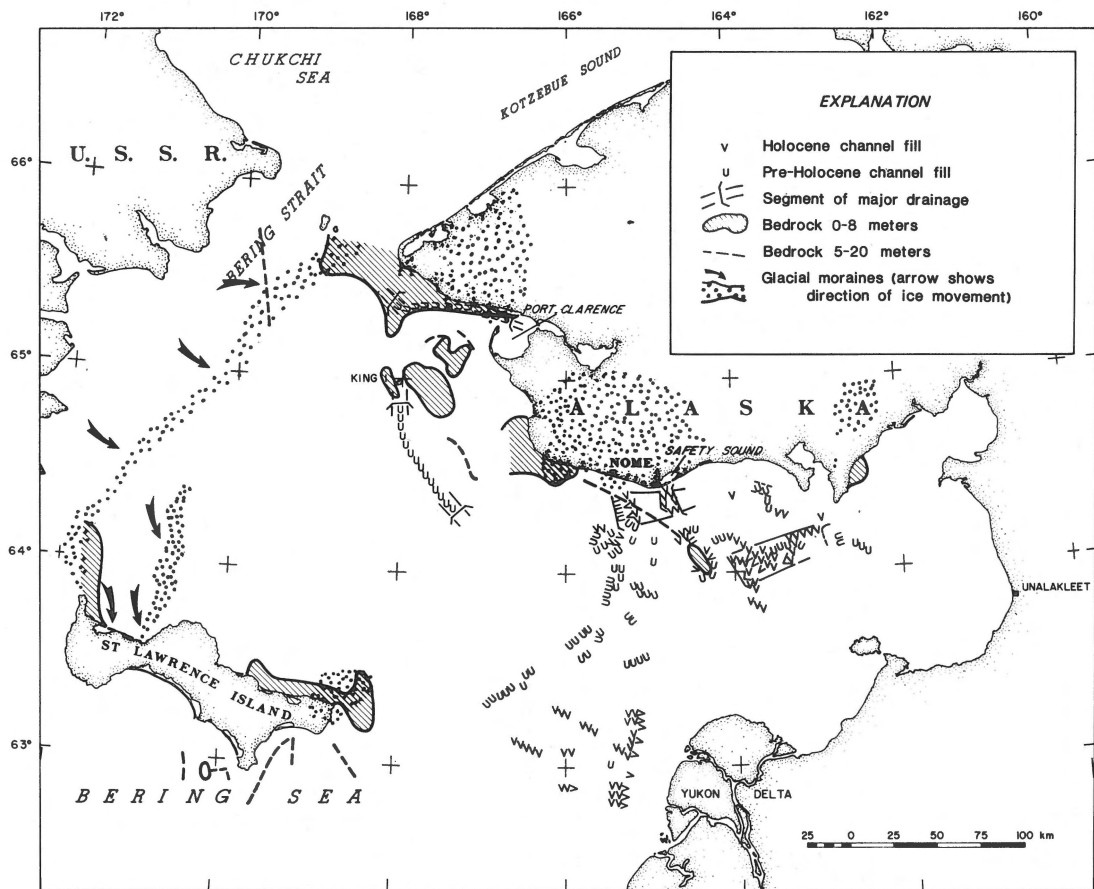 172° 170° 168° 166° 164° 162° 160°
CHUKCHI
SEA
KOTZEBUE SOUND
EXPLANATION
v Holocene channel fill
u Pre-Holocene channel fill
Segment of major drainage
Bedrock 0-8 meters
Bedrock 5-20 meters
Glacial moraines (arrow shows
direction of ice movement)
66°
U. S. S. R.
BERING STRAIT
PORT CLARENCE
65°
KING I.
ALASKA
NOME
SAFETY SOUND
64°
UNALAKLEET
ST LAWRENCE ISLAND
63°
BERING SEA
YUKON DELTA
25 0 25 50 75 100 km